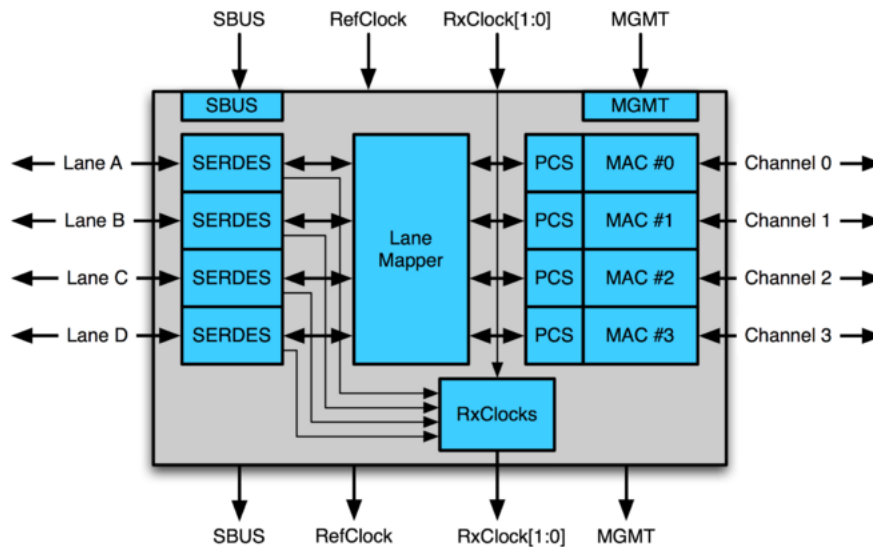 SBUS RefClock RxClock[1:0] MGMT
SBUS MGMT
Lane A SERDES PCS MAC #0 Channel 0
Lane B SERDES PCS MAC #1 Channel 1
Lane Mapper
Lane C SERDES PCS MAC #2 Channel 2
Lane D SERDES PCS MAC #3 Channel 3
RxClocks
SBUS RefClock RxClock[1:0] MGMT